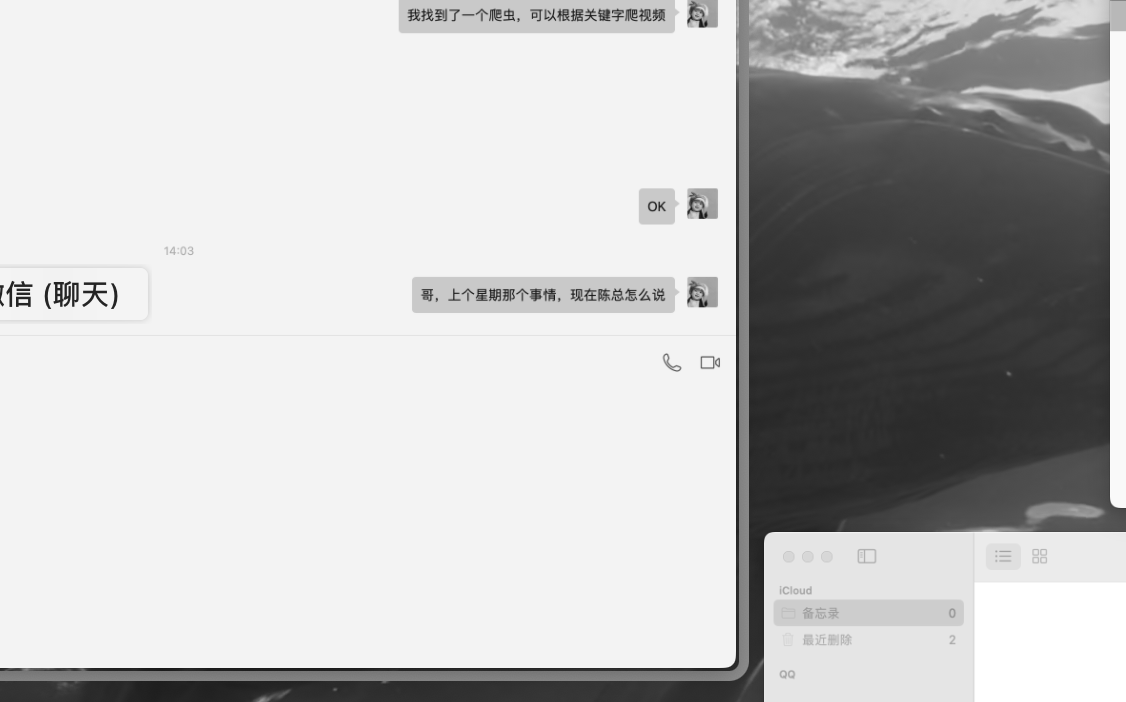 我找到了一个爬虫，可以根据关键字爬视频
OK
14:03
信 (聊天)
哥，上个星期那个事情，现在陈总怎么说
iCloud
备忘录 0
最近删除 2
QQ